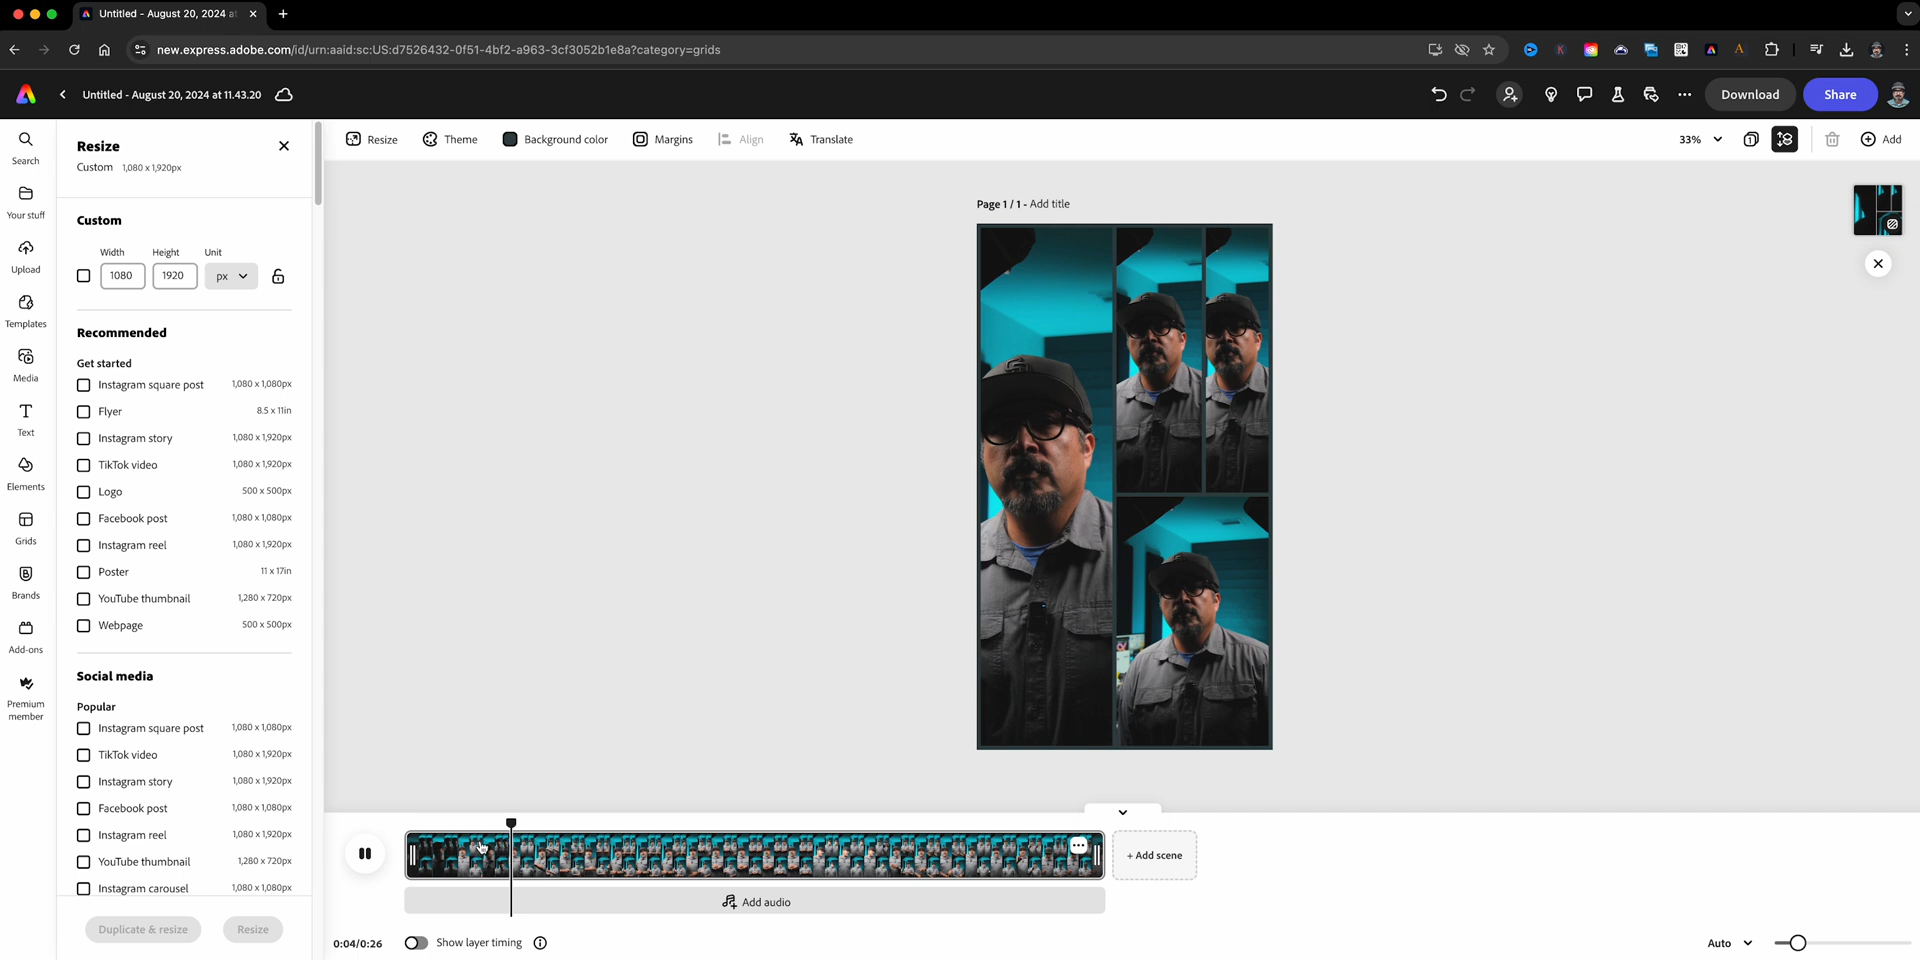 Untitled - August 20, 2024 a
new.express.adobe.com/id/urn:aaid:sc:US:d7526432-0f51-4bf2-a963-3cf3052b1e8a?category=grids
Untitled - August 20, 2024 at 11.43.20
Download
Share
Search
Your stuff
Upload
Templates
Media
Text
Elements
Grids
Brands
Add-ons
Premium member
Resize
Custom 1,080 x 1,920px
Custom
Width Height Unit
1080 1920 px
Recommended
Get started
Instagram square post 1,080 x 1,080px
Flyer 8.5 x 11in
Instagram story 1,080 x 1,920px
TikTok video 1,080 x 1,920px
Logo 500 x 500px
Facebook post 1,080 x 1,080px
Instagram reel 1,080 x 1,920px
Poster 11 x 17in
YouTube thumbnail 1,280 x 720px
Webpage 500 x 500px
Social media
Popular
Instagram square post 1,080 x 1,080px
TikTok video 1,080 x 1,920px
Instagram story 1,080 x 1,920px
Facebook post 1,080 x 1,080px
Instagram reel 1,080 x 1,920px
YouTube thumbnail 1,280 x 720px
Instagram carousel 1,080 x 1,080px
Duplicate & resize Resize
Resize Theme Background color Margins Align Translate
33% Add
Page 1 / 1 - Add title
+ Add scene
Add audio
0:04/0:26 Show layer timing
Auto